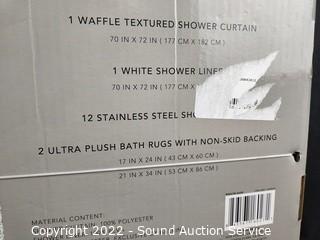 1 WAFFLE TEXTURED SHOWER CURTAIN
70 IN X 72 IN ( 177 CM X 182 CM )
1 WHITE SHOWER LINER
70 IN X 72 IN ( 177 CM X
12 STAINLESS STEEL
2 ULTRA PLUSH BATH RUGS WITH NON-SKID BACKING
17 IN X 24 IN ( 43 CM X 60 CM )
21 IN X 34 IN ( 53 CM X 86 CM )
MATERIAL CONTENT:
100% POLYESTER
Copyright 2022 - Sound Auction Service